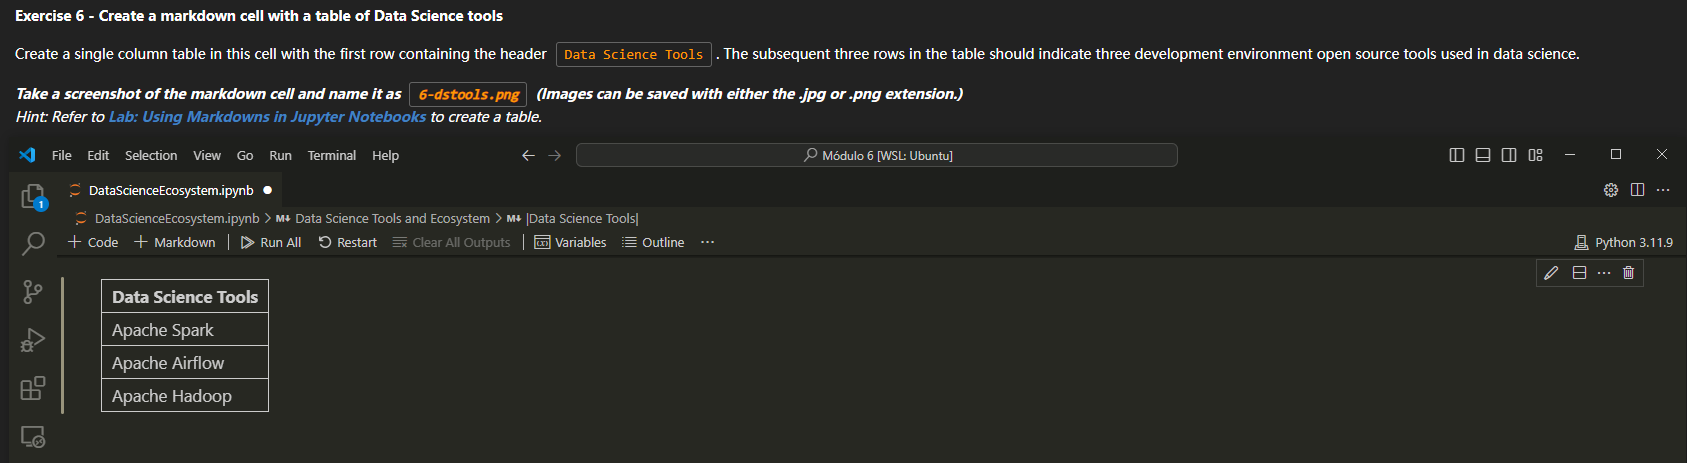 Exercise 6 - Create a markdown cell with a table of Data Science tools
Create a single column table in this cell with the first row containing the header Data Science Tools . The subsequent three rows in the table should indicate three development environment open source tools used in data science.
Take a screenshot of the markdown cell and name it as 6-dstools.png (Images can be saved with either the .jpg or .png extension.)
Hint: Refer to Lab: Using Markdowns in Jupyter Notebooks to create a table.
File Edit Selection View Go Run Terminal Help
Módulo 6 [WSL: Ubuntu]
1
DataScienceEcosystem.ipynb
DataScienceEcosystem.ipynb > M↓ Data Science Tools and Ecosystem > M↓ |Data Science Tools|
+ Code + Markdown | Run All Restart Clear All Outputs | Variables Outline ...
Python 3.11.9
Data Science Tools
Apache Spark
Apache Airflow
Apache Hadoop